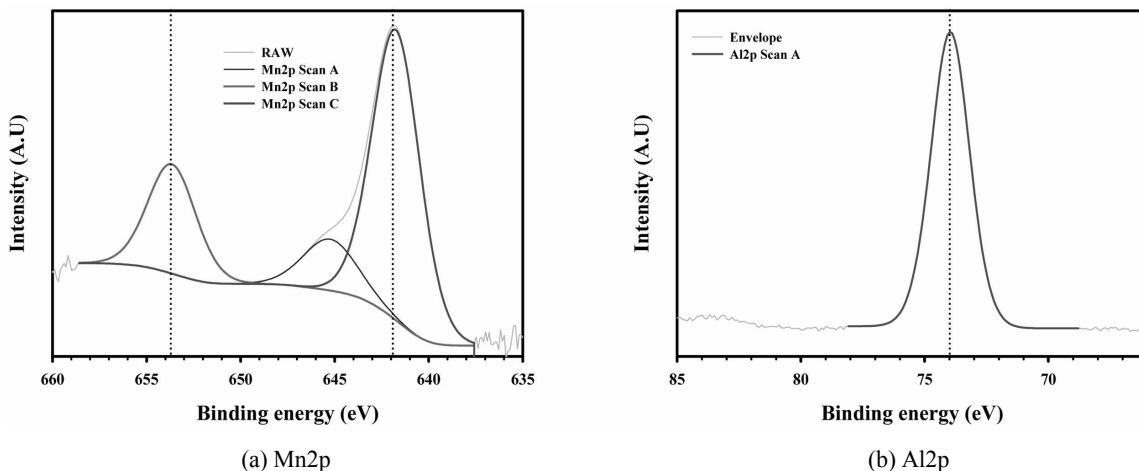 RAW
Mn2p Scan A
Mn2p Scan B
Mn2p Scan C
Intensity (A.U)
660 655 650 645 640 635
Binding energy (eV)
(a) Mn2p
Envelope
Al2p Scan A
Intensity (A.U)
85 80 75 70
Binding energy (eV)
(b) Al2p